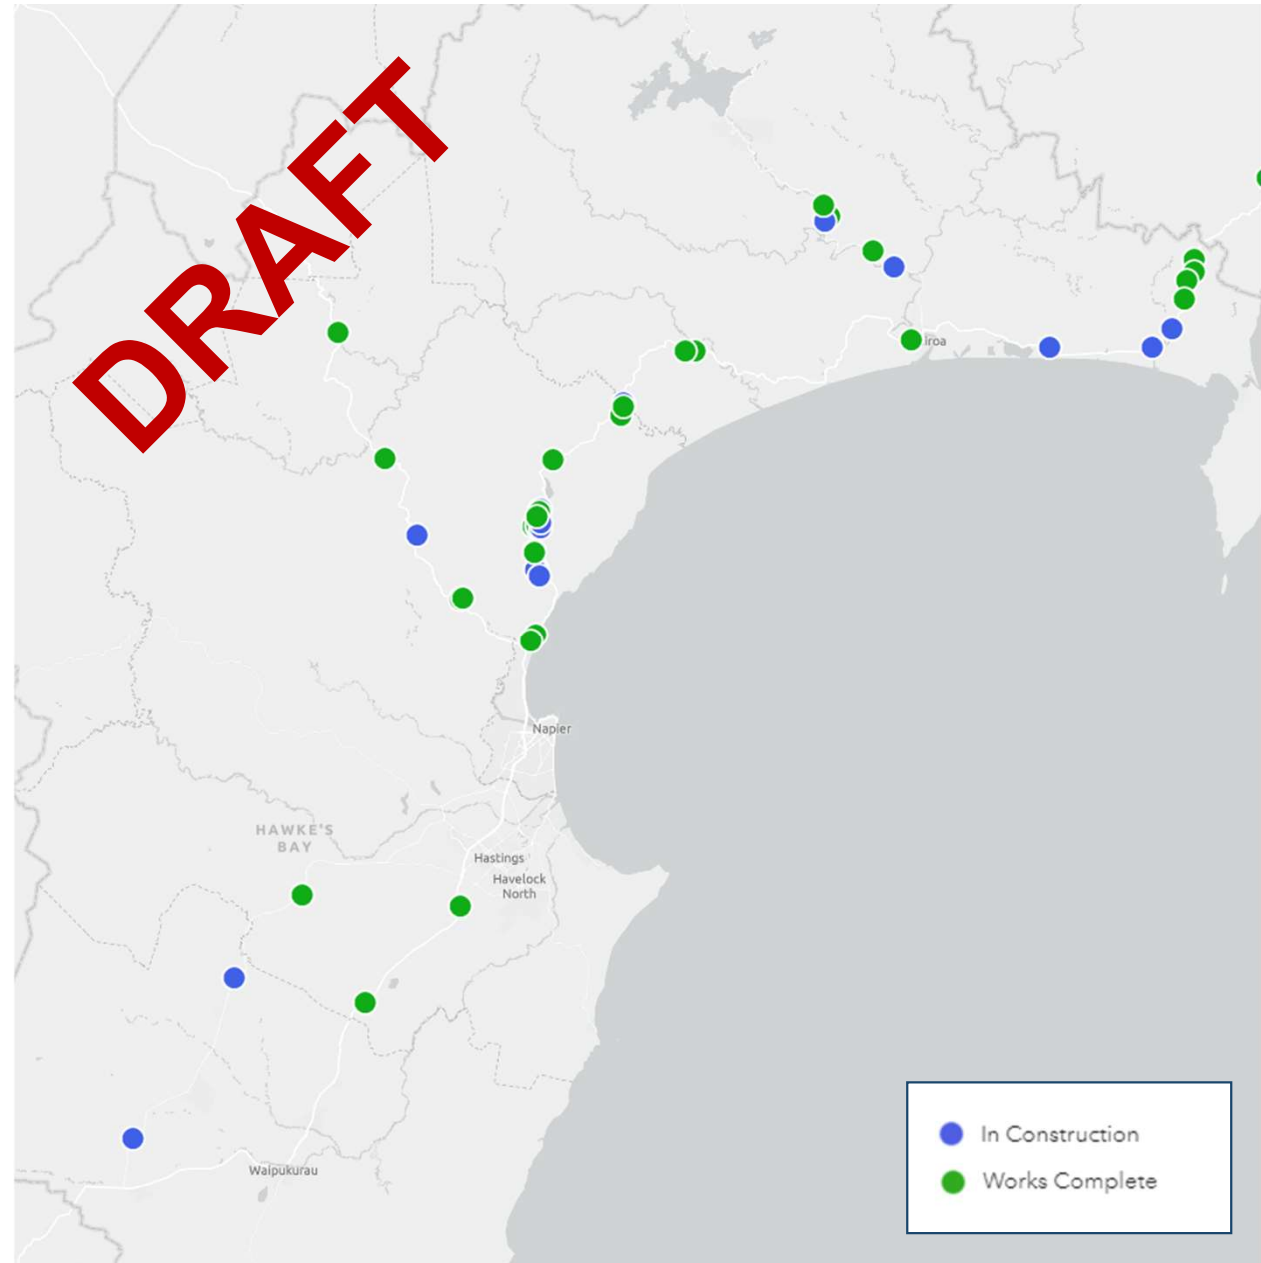 DRAFT
iroa
Napier
HAWKE'S
BAY
Hastings
Havelock
North
Waipukurau
In Construction
Works Complete